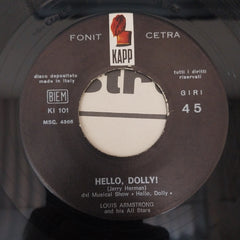 FONIT CETRA
KAPP
disco depositato
made in Italy
tutti i diritti
riservati
BIEM
GIRI
KI 101
45
MSC. 4366
HELLO, DOLLY!
(Jerry Herman)
dal Musical Show « Hello, Dolly »
LOUIS ARMSTRONG
and his All Stars